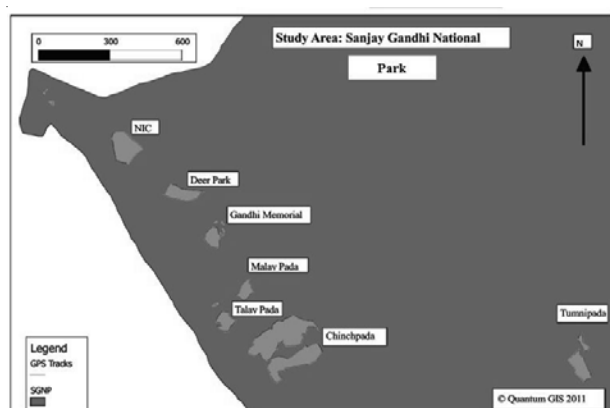 0 300 600
Study Area: Sanjay Gandhi National
Park
N
NIC
Deer Park
Gandhi Memorial
Malav Pada
Talav Pada
Chinchpada
Tumnipada
Legend
GPS Tracks
SGNP
© Quantum GIS 2011